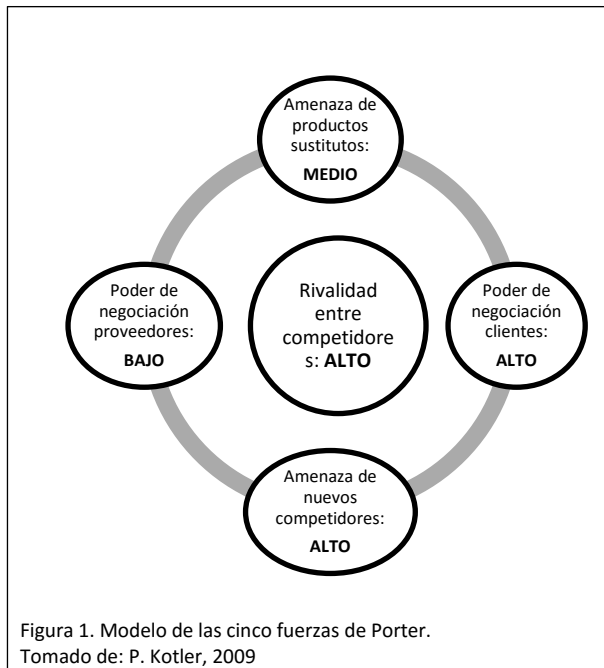 Amenaza de
productos
sustitutos:
MEDIO
Poder de
negociación
proveedores:
BAJO
Rivalidad
entre
competidore
s: ALTO
Poder de
negociación
clientes:
ALTO
Amenaza de
nuevos
competidores:
ALTO
Figura 1. Modelo de las cinco fuerzas de Porter.
Tomado de: P. Kotler, 2009